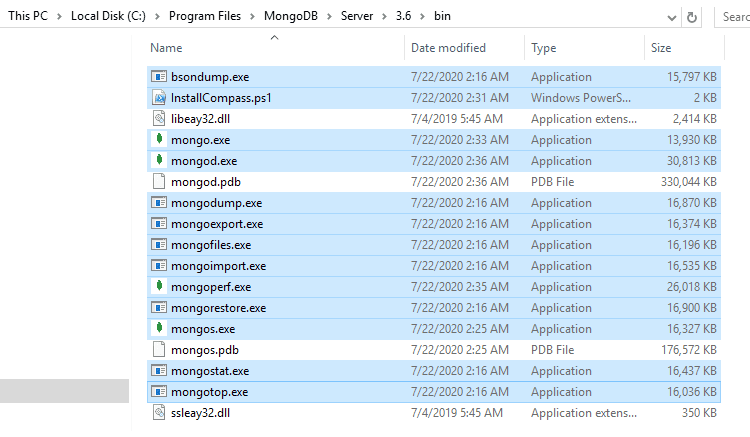 This PC > Local Disk (C:) > Program Files > MongoDB > Server > 3.6 > bin Searc
Name Date modified Type Size
bsondump.exe 7/22/2020 2:16 AM Application 15,797 KB
InstallCompass.ps1 7/22/2020 2:31 AM Windows PowerS... 2 KB
libeay32.dll 7/4/2019 5:45 AM Application extens... 2,414 KB
mongo.exe 7/22/2020 2:33 AM Application 13,930 KB
mongod.exe 7/22/2020 2:36 AM Application 30,813 KB
mongod.pdb 7/22/2020 2:36 AM PDB File 330,044 KB
mongodump.exe 7/22/2020 2:16 AM Application 16,870 KB
mongoexport.exe 7/22/2020 2:16 AM Application 16,374 KB
mongofiles.exe 7/22/2020 2:16 AM Application 16,196 KB
mongoimport.exe 7/22/2020 2:16 AM Application 16,535 KB
mongoperf.exe 7/22/2020 2:35 AM Application 26,018 KB
mongorestore.exe 7/22/2020 2:16 AM Application 16,900 KB
mongos.exe 7/22/2020 2:25 AM Application 16,327 KB
mongos.pdb 7/22/2020 2:25 AM PDB File 176,572 KB
mongostat.exe 7/22/2020 2:16 AM Application 16,437 KB
mongotop.exe 7/22/2020 2:16 AM Application 16,036 KB
ssleay32.dll 7/4/2019 5:45 AM Application extens... 350 KB